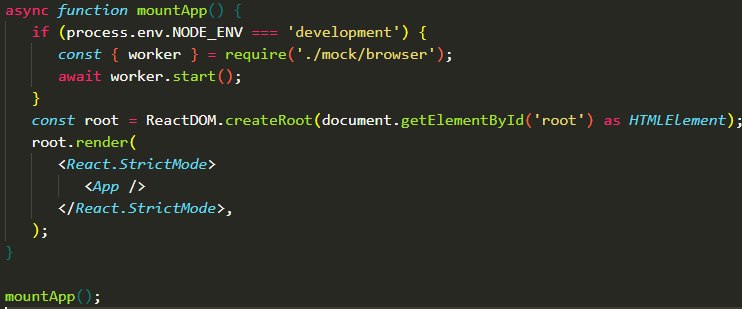 async function mountApp() {
if (process.env.NODE_ENV === 'development') {
const { worker } = require('./mock/browser');
await worker.start();
}
const root = ReactDOM.createRoot(document.getElementById('root') as HTMLElement);
root.render(
<React.StrictMode>
<App />
</React.StrictMode>,
);
}
mountApp();